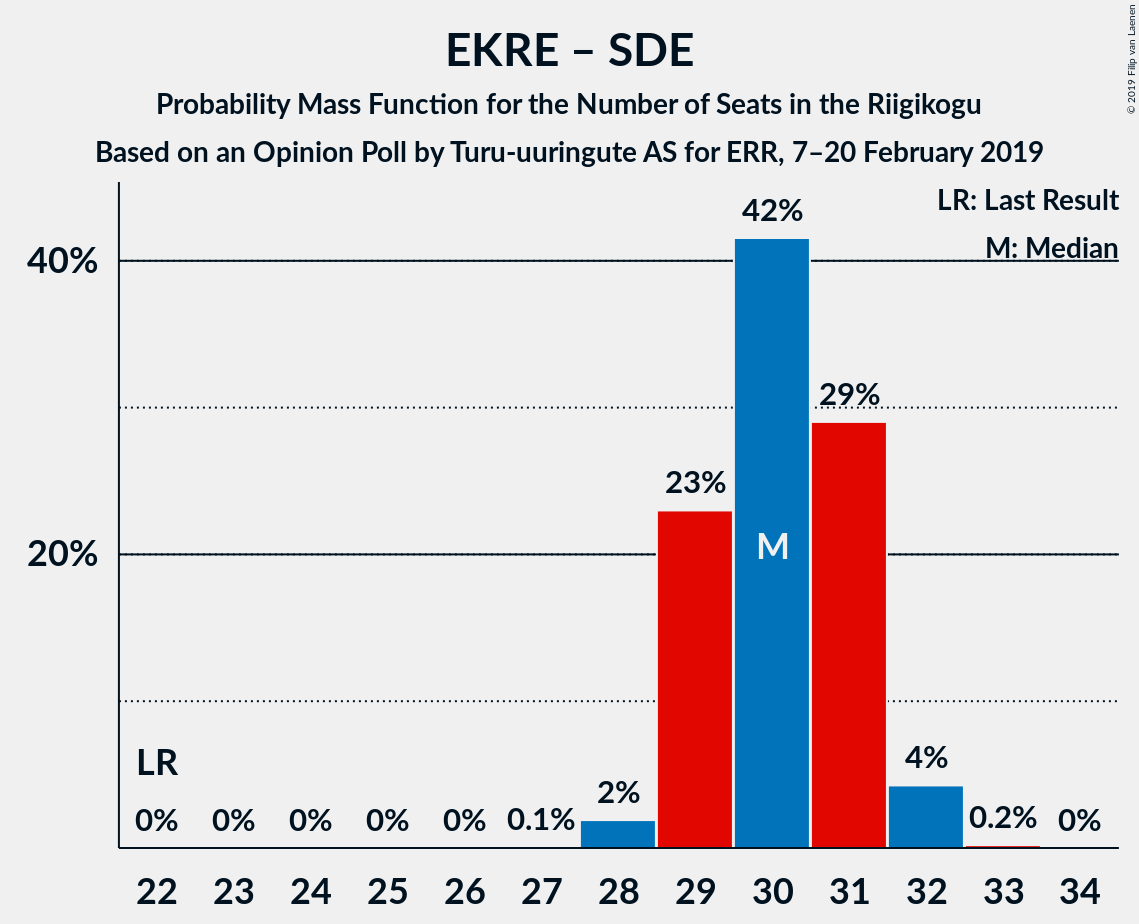 EKRE – SDE
Probability Mass Function for the Number of Seats in the Riigikogu
Based on an Opinion Poll by Turu-uuringute AS for ERR, 7–20 February 2019
© 2019 Filip van Laenen
LR: Last Result
M: Median
40%
20%
42%
29%
23%
M
LR
0% 0% 0% 0% 0% 0.1% 2% 4% 0.2% 0%
22 23 24 25 26 27 28 29 30 31 32 33 34